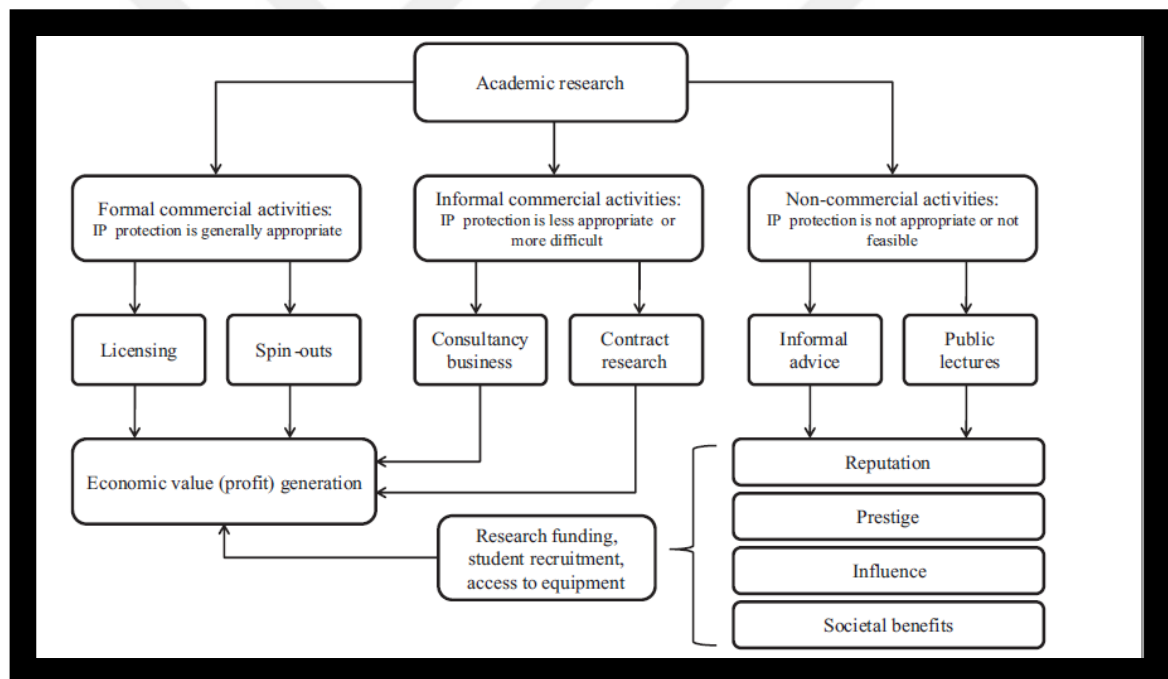 Academic research
Formal commercial activities:
IP protection is generally appropriate
Informal commercial activities:
IP protection is less appropriate or
more difficult
Non-commercial activities:
IP protection is not appropriate or not
feasible
Licensing
Spin-outs
Consultancy
business
Contract
research
Informal
advice
Public
lectures
Economic value (profit) generation
Research funding,
student recruitment,
access to equipment
Reputation
Prestige
Influence
Societal benefits